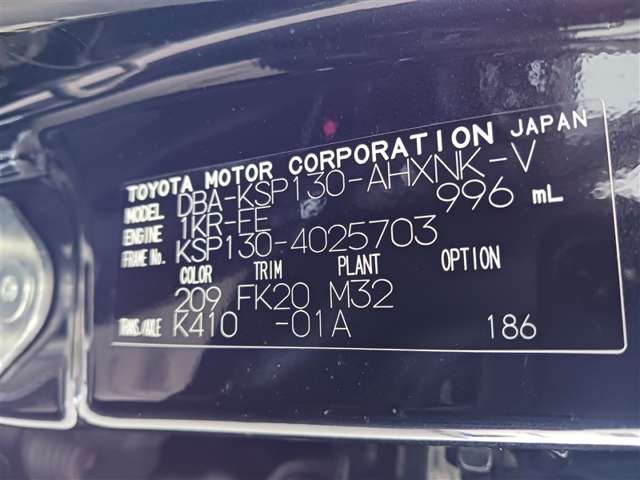 TOYOTA MOTOR CORPORATION JAPAN
MODEL DBA-KSP130-AHXNK-V
ENGINE 1KR-FE 996 mL
FRAME No. KSP130-4025703
COLOR TRIM PLANT OPTION
209 FK20 M32
TRANS./AXLE K410 -01A 186